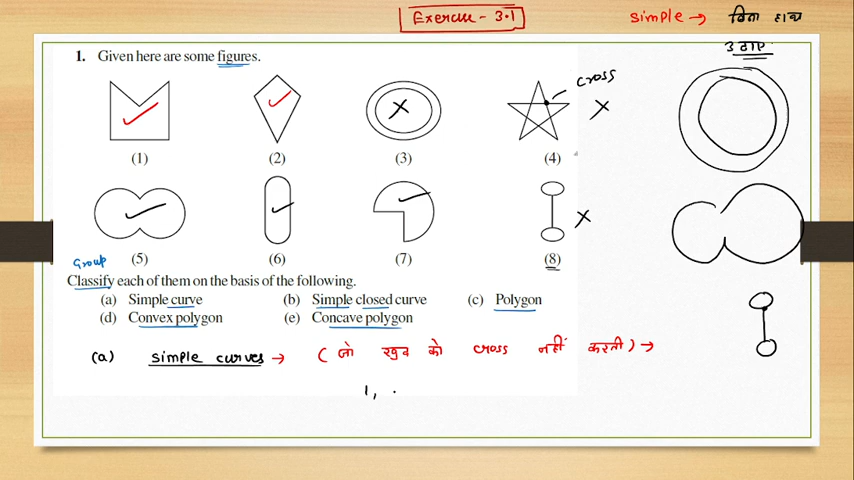 Exercise - 3.1
simple → बिना हाथ
उठाए
1. Given here are some figures.
cross
(1) (2) (3) (4)
(5) (6) (7) (8)
Group
Classify each of them on the basis of the following.
(a) Simple curve (b) Simple closed curve (c) Polygon
(d) Convex polygon (e) Concave polygon
(a) simple curves → ( जो खुद को cross नहीं करती ) →
1,